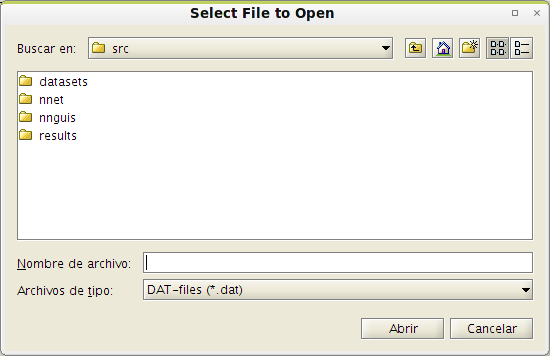 Select File to Open
Buscar en: src
datasets
nnet
nnguis
results
Nombre de archivo:
Archivos de tipo: DAT-files (*.dat)
Abrir Cancelar